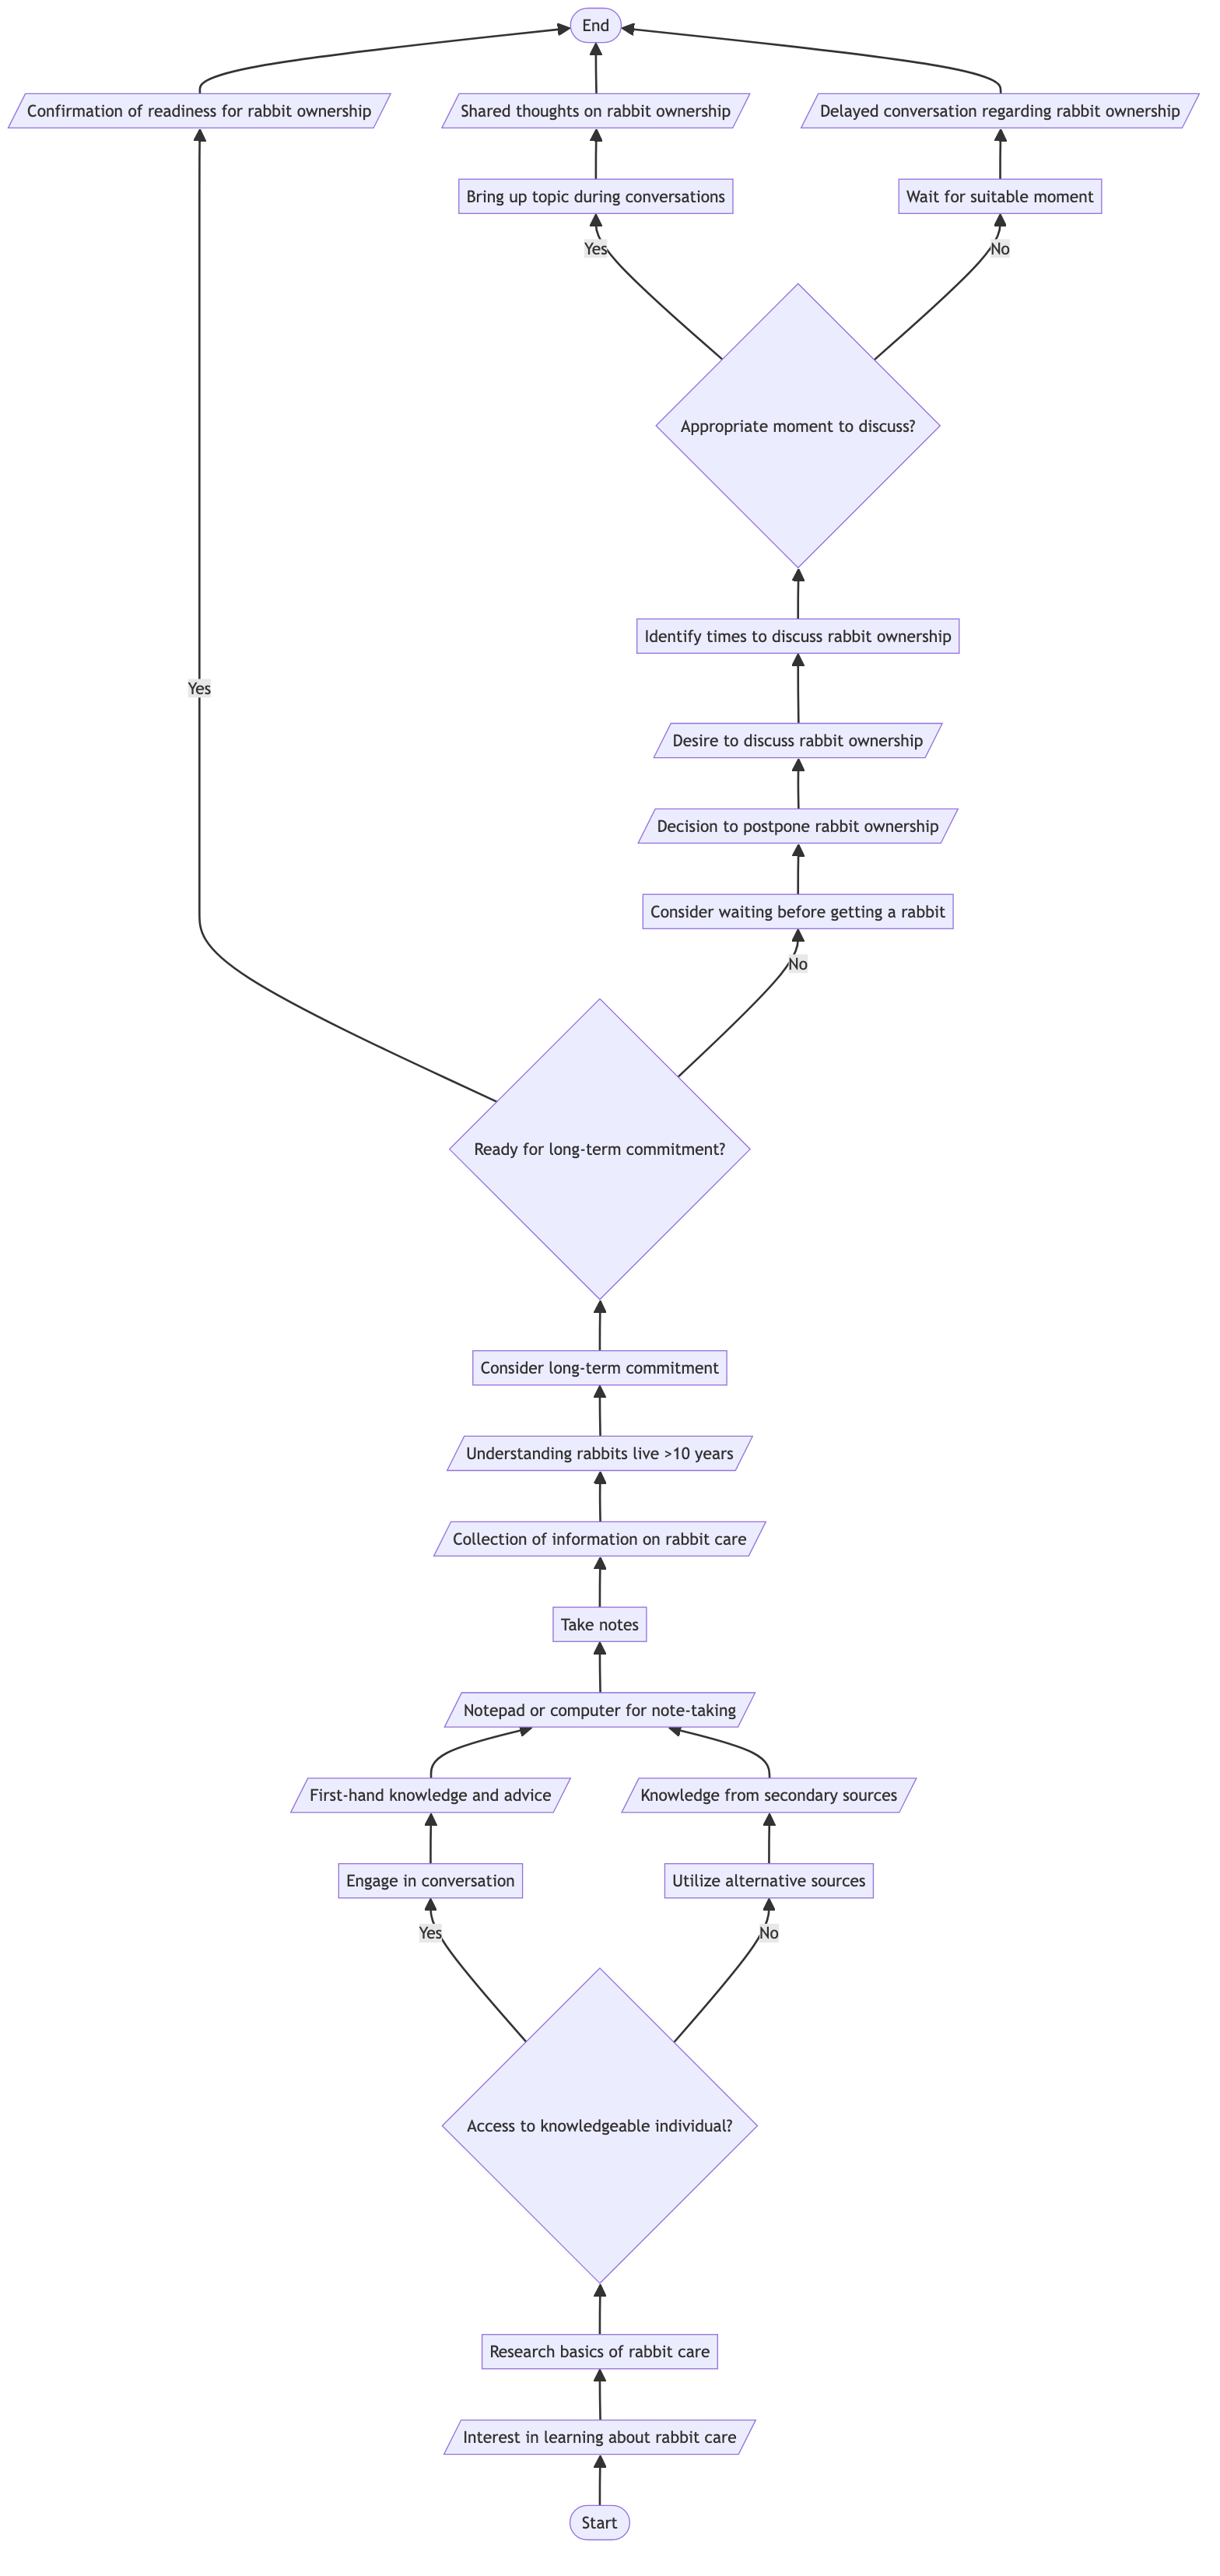 End
Confirmation of readiness for rabbit ownership
Shared thoughts on rabbit ownership
Delayed conversation regarding rabbit ownership
Bring up topic during conversations
Wait for suitable moment
Yes
No
Appropriate moment to discuss?
Identify times to discuss rabbit ownership
Yes
Desire to discuss rabbit ownership
Decision to postpone rabbit ownership
Consider waiting before getting a rabbit
No
Ready for long-term commitment?
Consider long-term commitment
Understanding rabbits live >10 years
Collection of information on rabbit care
Take notes
Notepad or computer for note-taking
First-hand knowledge and advice
Knowledge from secondary sources
Engage in conversation
Utilize alternative sources
Yes
No
Access to knowledgeable individual?
Research basics of rabbit care
Interest in learning about rabbit care
Start